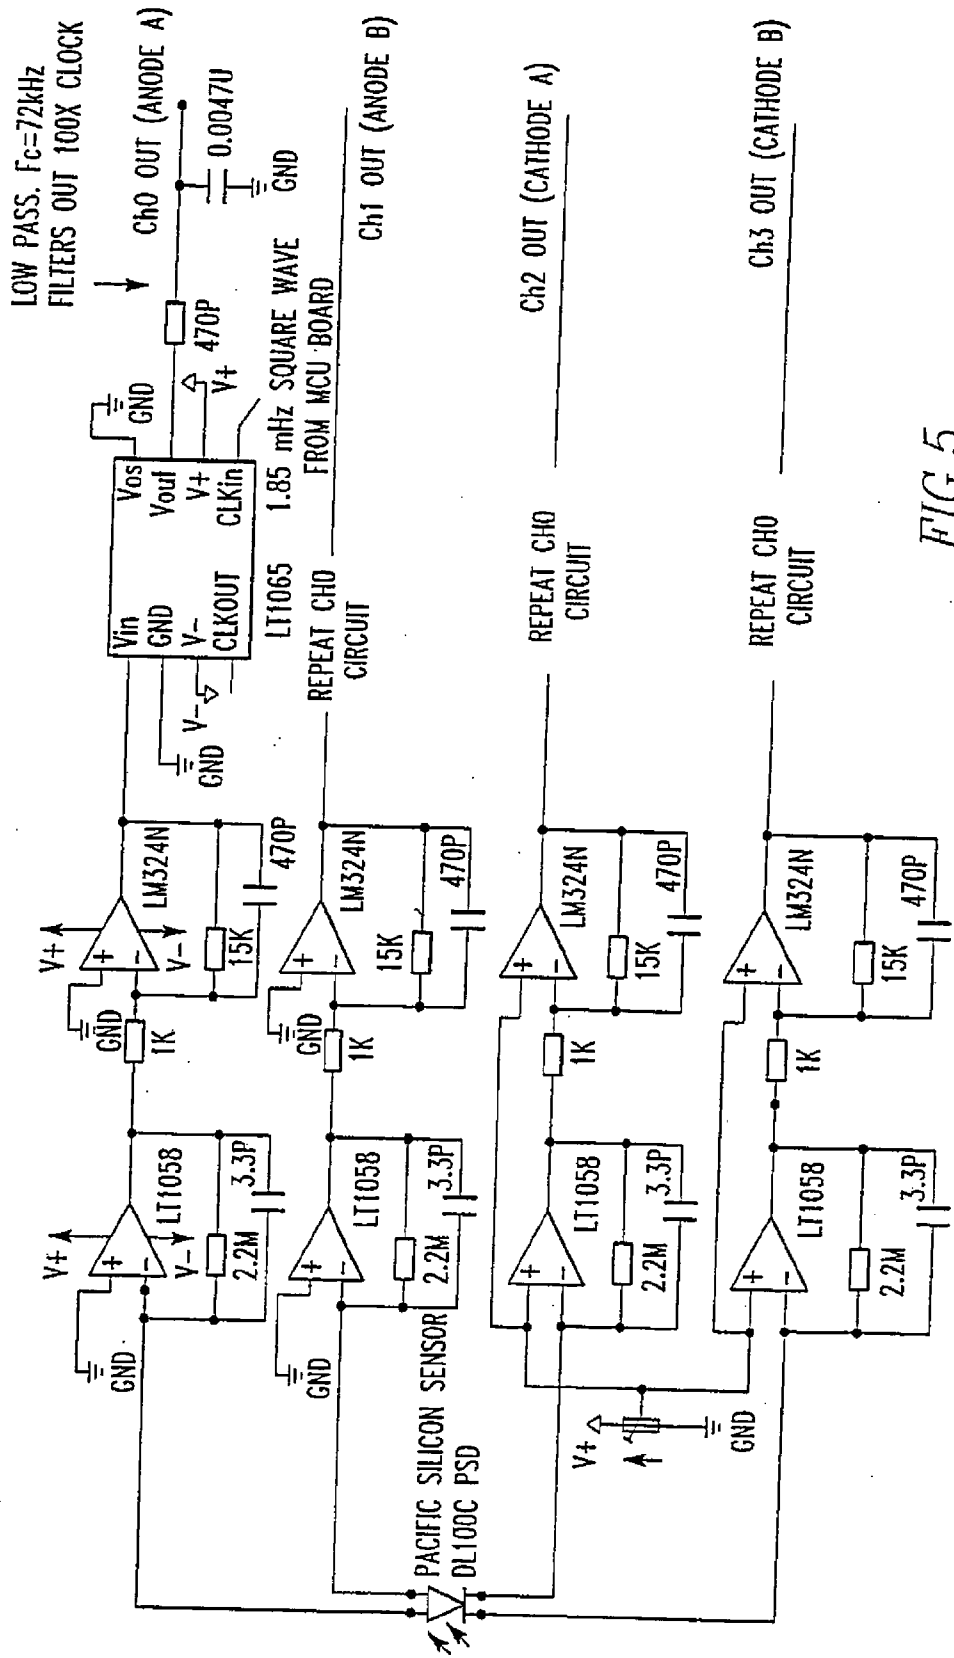 LOW PASS. Fc=72kHz
FILTERS OUT 100X CLOCK
Ch0 OUT (ANODE A)
0.0047U
GND
470P
GND
Vos
Vout
V+
CLKin
V+
Vin
GND
V-
CLKOUT
V-
GND
LT1065
1.85 mHz SQUARE WAVE
FROM MCU BOARD
V+
+
-
V-
LM324N
GND
1K
15K
470P
V+
+
-
V-
LT1058
GND
2.2M
3.3P
Ch1 OUT (ANODE B)
REPEAT CHO
CIRCUIT
+
-
LM324N
GND
1K
15K
470P
+
-
LT1058
GND
2.2M
3.3P
PACIFIC SILICON SENSOR
DL100C PSD
Ch2 OUT (CATHODE A)
REPEAT CHO
CIRCUIT
+
-
LM324N
1K
15K
470P
+
-
LT1058
2.2M
3.3P
V+
GND
Ch3 OUT (CATHODE B)
REPEAT CHO
CIRCUIT
+
-
LM324N
1K
15K
470P
+
-
LT1058
2.2M
3.3P
FIG.5